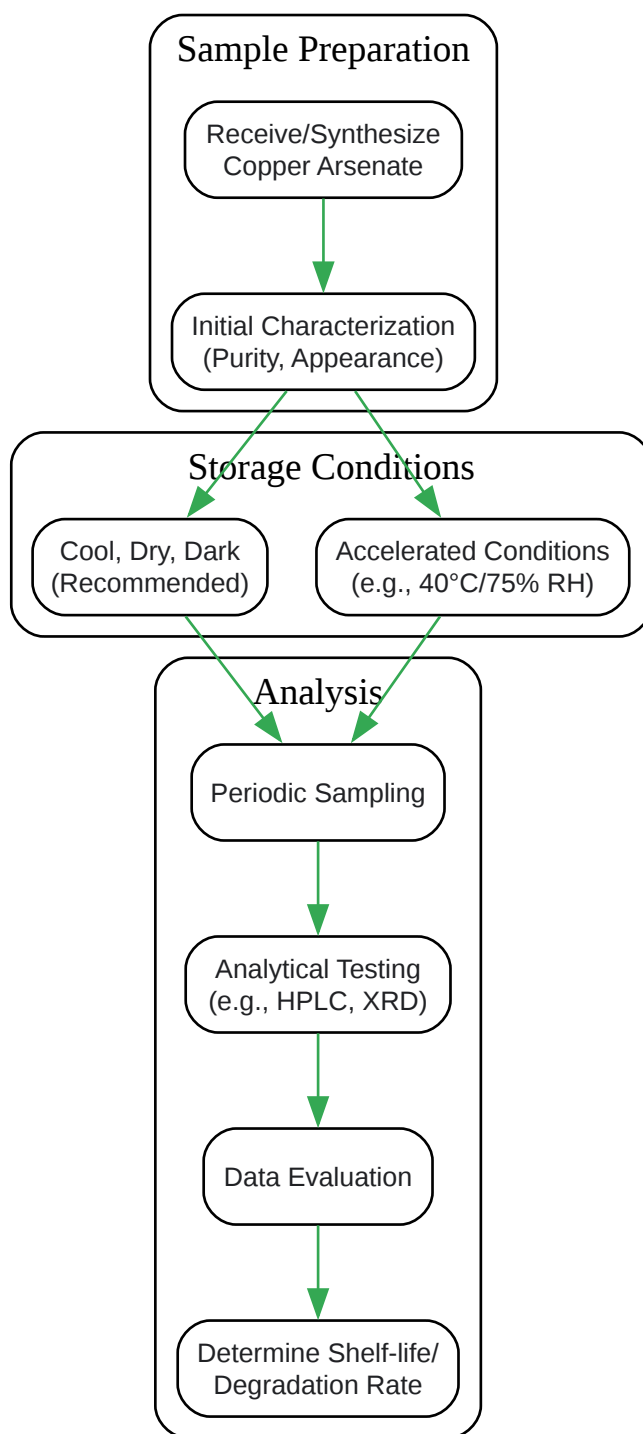 Sample Preparation
Receive/Synthesize
Copper Arsenate
Initial Characterization
(Purity, Appearance)
Storage Conditions
Cool, Dry, Dark
(Recommended)
Accelerated Conditions
(e.g., 40°C/75% RH)
Analysis
Periodic Sampling
Analytical Testing
(e.g., HPLC, XRD)
Data Evaluation
Determine Shelf-life/
Degradation Rate